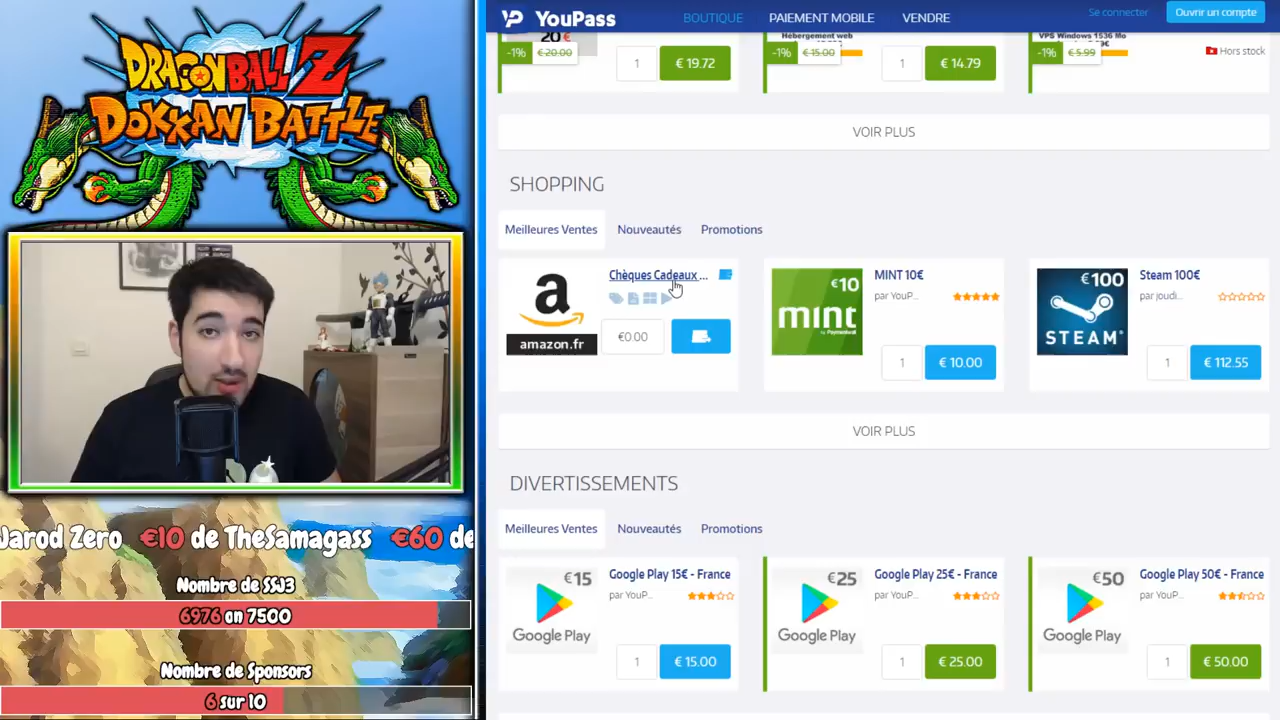 DRAGONBALL Z
DOKKAN BATTLE
Jarod Zero €10 de TheSamagass €60 de
Nombre de SSJ3
6976 on 7500
Nombre de Sponsors
6 sur 10
YP YouPass
BOUTIQUE PAIEMENT MOBILE VENDRE
Se connecter
Ouvrir un compte
20 €
-1% €20.00
1 € 19.72
Hébergement web
-1% €15.00
1 € 14.79
VPS Windows 1536 Mo
-1% €5.99
Hors stock
VOIR PLUS
SHOPPING
Meilleures Ventes Nouveautés Promotions
a
amazon.fr
Chèques Cadeaux ...
€0.00
€10
mint
by Paymentwall
MINT 10€
par YouP...
1 € 10.00
€100
STEAM
Steam 100€
par joudi...
1 € 112.55
VOIR PLUS
DIVERTISSEMENTS
Meilleures Ventes Nouveautés Promotions
€15
Google Play
Google Play 15€ - France
par YouP...
1 € 15.00
€25
Google Play
Google Play 25€ - France
par YouP...
1 € 25.00
€50
Google Play
Google Play 50€ - France
par YouP...
1 € 50.00